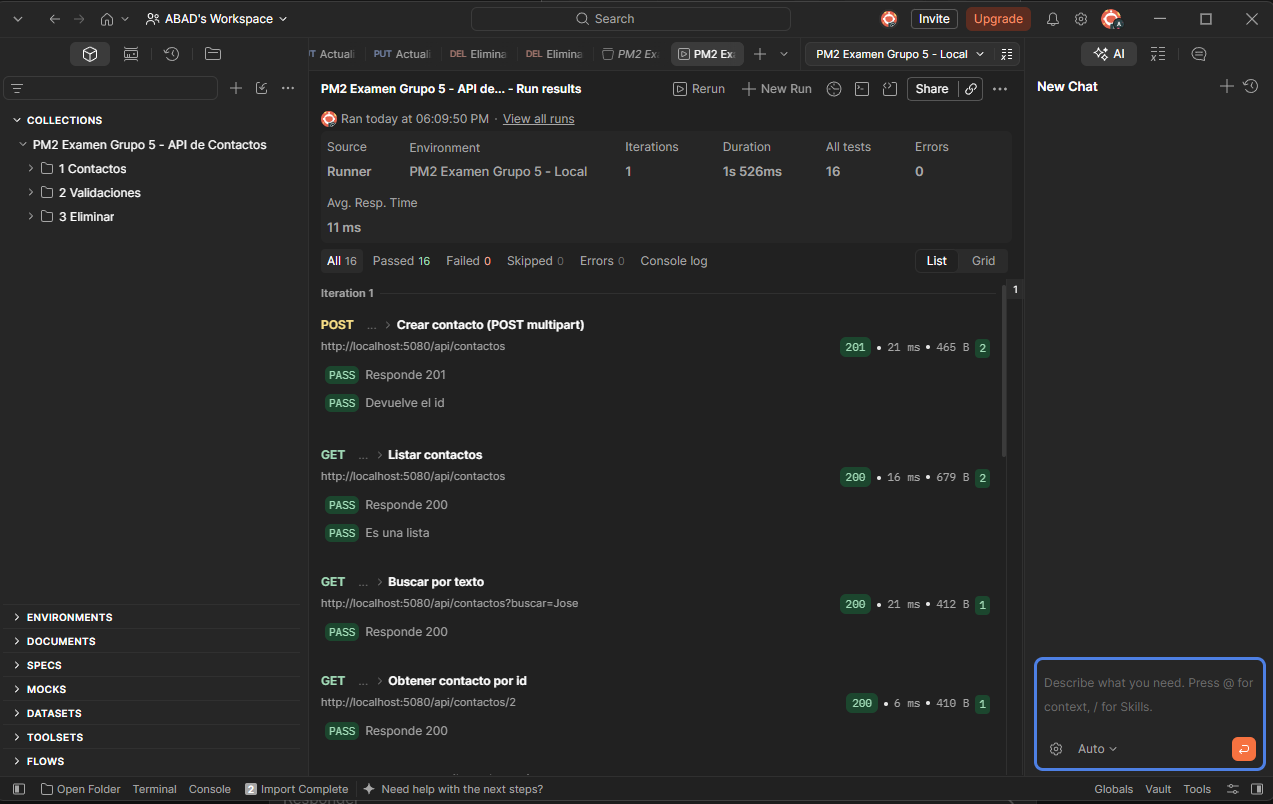 ABAD's Workspace
Search
Invite
Upgrade
Actuali
PUT Actuali
DEL Elimina
DEL Elimina
PM2 Ex
PM2 Ex
PM2 Examen Grupo 5 - Local
AI
PM2 Examen Grupo 5 - API de... - Run results
Rerun
New Run
Share
New Chat
Ran today at 06:09:50 PM · View all runs
COLLECTIONS
PM2 Examen Grupo 5 - API de Contactos
1 Contactos
2 Validaciones
3 Eliminar
Source
Environment
Iterations
Duration
All tests
Errors
Runner
PM2 Examen Grupo 5 - Local
1
1s 526ms
16
0
Avg. Resp. Time
11 ms
All 16
Passed 16
Failed 0
Skipped 0
Errors 0
Console log
List
Grid
Iteration 1
1
POST ... > Crear contacto (POST multipart)
http://localhost:5080/api/contactos
201 • 21 ms • 465 B 2
PASS Responde 201
PASS Devuelve el id
GET ... > Listar contactos
http://localhost:5080/api/contactos
200 • 16 ms • 679 B 2
PASS Responde 200
PASS Es una lista
GET ... > Buscar por texto
http://localhost:5080/api/contactos?buscar=Jose
200 • 21 ms • 412 B 1
PASS Responde 200
GET ... > Obtener contacto por id
http://localhost:5080/api/contactos/2
200 • 6 ms • 410 B 1
PASS Responde 200
ENVIRONMENTS
DOCUMENTS
SPECS
MOCKS
DATASETS
TOOLSETS
FLOWS
Describe what you need. Press @ for
context, / for Skills.
Auto
Open Folder
Terminal
Console
2 Import Complete
Need help with the next steps?
Globals
Vault
Tools